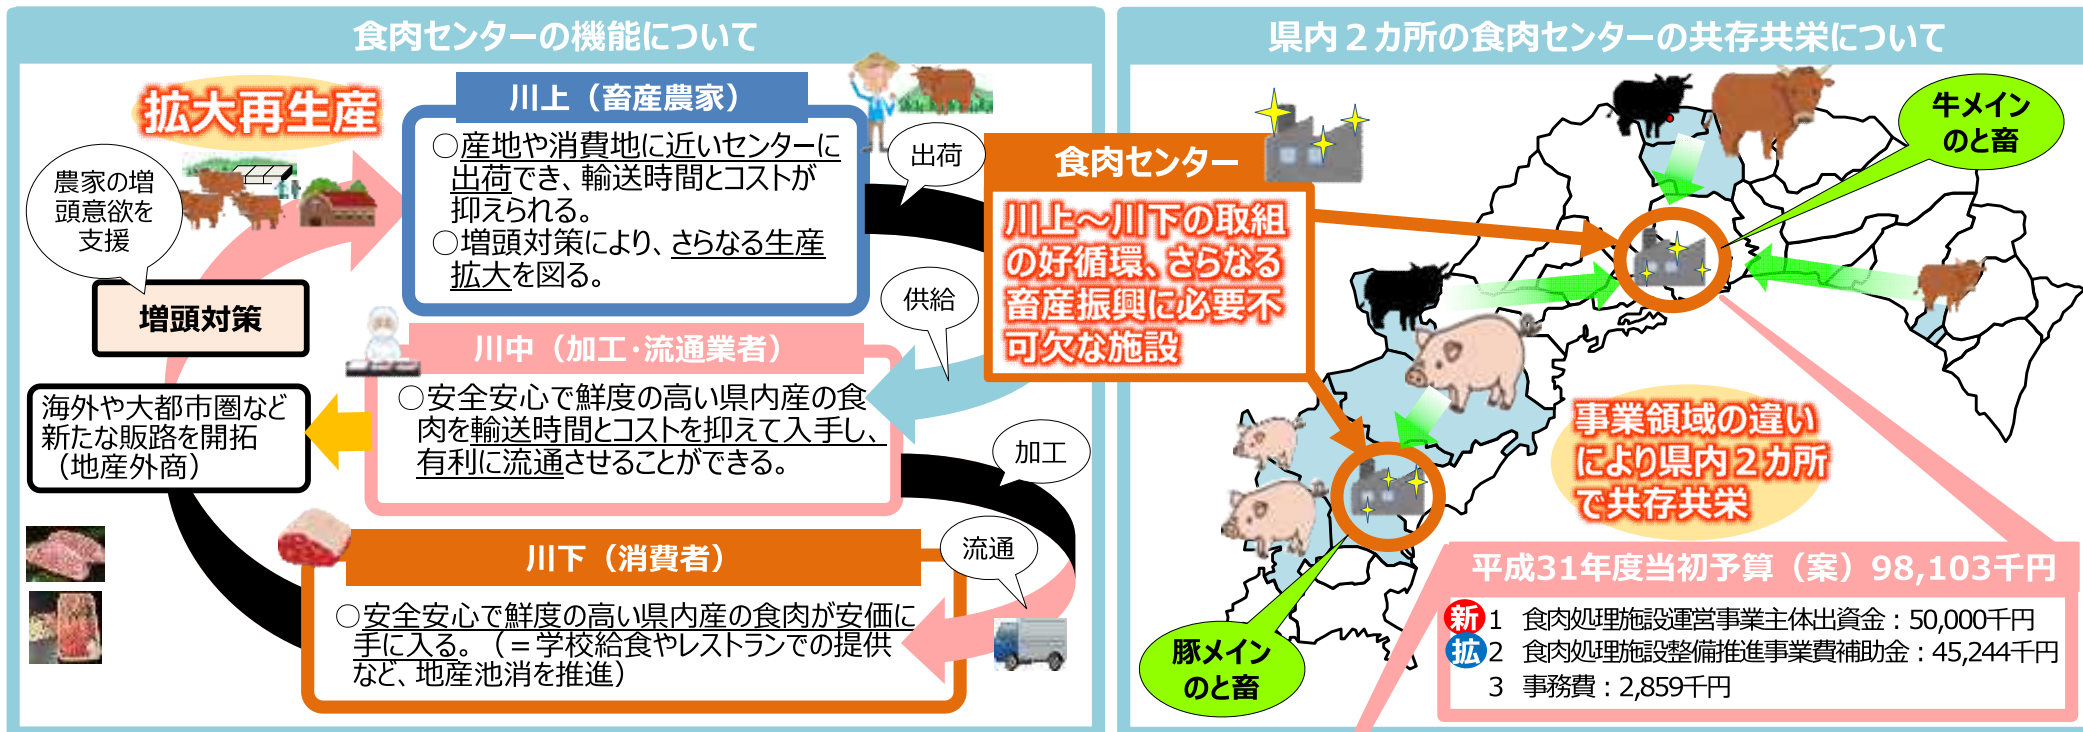 食肉センターの機能について
拡大再生産
農家の増
頭意欲を
支援
増頭対策
海外や大都市圏など
新たな販路を開拓
（地産外商）
川上（畜産農家）
○産地や消費地に近いセンターに
出荷でき、輸送時間とコストが
抑えられる。
○増頭対策により、さらなる生産
拡大を図る。
出荷
供給
川中（加工・流通業者）
○安全安心で鮮度の高い県内産の食
肉を輸送時間とコストを抑えて入手し、
有利に流通させることができる。
加工
流通
川下（消費者）
○安全安心で鮮度の高い県内産の食肉が安価に
手に入る。（＝学校給食やレストランでの提供
など、地産池消を推進）
食肉センター
川上～川下の取組
の好循環、さらなる
畜産振興に必要不
可欠な施設
県内２カ所の食肉センターの共存共栄について
牛メイン
のと畜
事業領域の違い
により県内２カ所
で共存共栄
豚メイン
のと畜
平成31年度当初予算（案）98,103千円
新 1 食肉処理施設運営事業主体出資金：50,000千円
拡 2 食肉処理施設整備推進事業費補助金：45,244千円
3 事務費：2,859千円